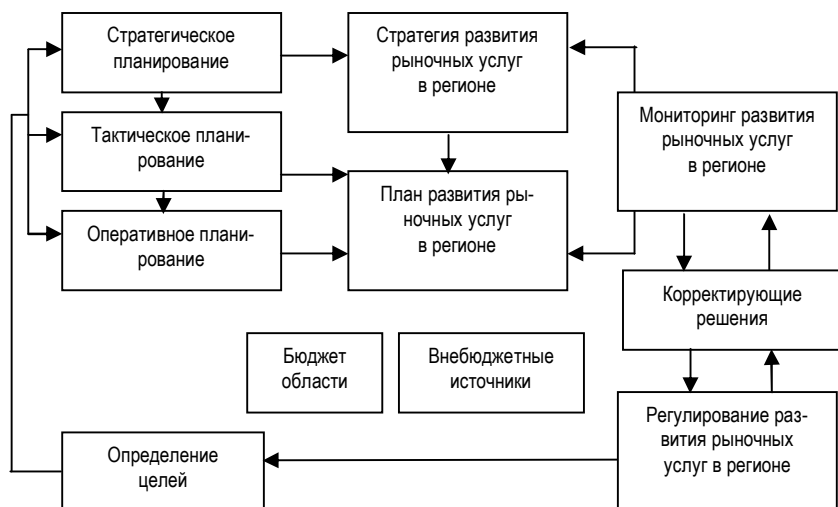 Стратегическое
планирование
Стратегия развития
рыночных услуг
в регионе
Мониторинг развития
рыночных услуг
в регионе
Тактическое плани-
рование
План развития ры-
ночных услуг
в регионе
Оперативное плани-
рование
Корректирующие
решения
Бюджет
области
Внебюджетные
источники
Регулирование раз-
вития рыночных
услуг в регионе
Определение
целей